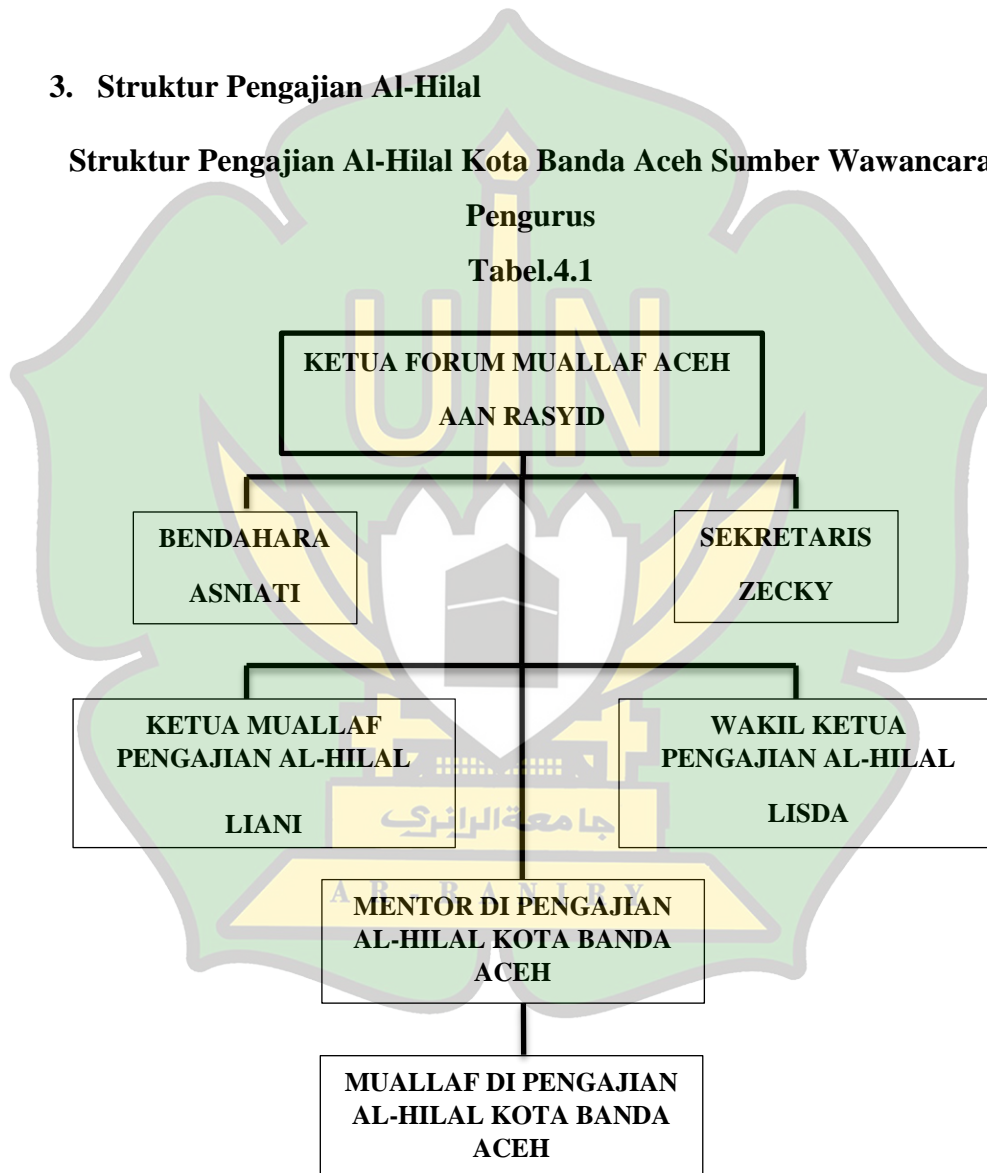 3. Struktur Pengajian Al-Hilal
Struktur Pengajian Al-Hilal Kota Banda Aceh Sumber Wawancara
Pengurus
Tabel.4.1
UIN
KETUA FORUM MUALLAF ACEH
AAN RASYID
BENDAHARA
ASNIATI
SEKRETARIS
ZECKY
KETUA MUALLAF
PENGAJIAN AL-HILAL
LIANI
WAKIL KETUA
PENGAJIAN AL-HILAL
LISDA
جامعة الرانري
AR-RANIRY
MENTOR DI PENGAJIAN
AL-HILAL KOTA BANDA
ACEH
MUALLAF DI PENGAJIAN
AL-HILAL KOTA BANDA
ACEH